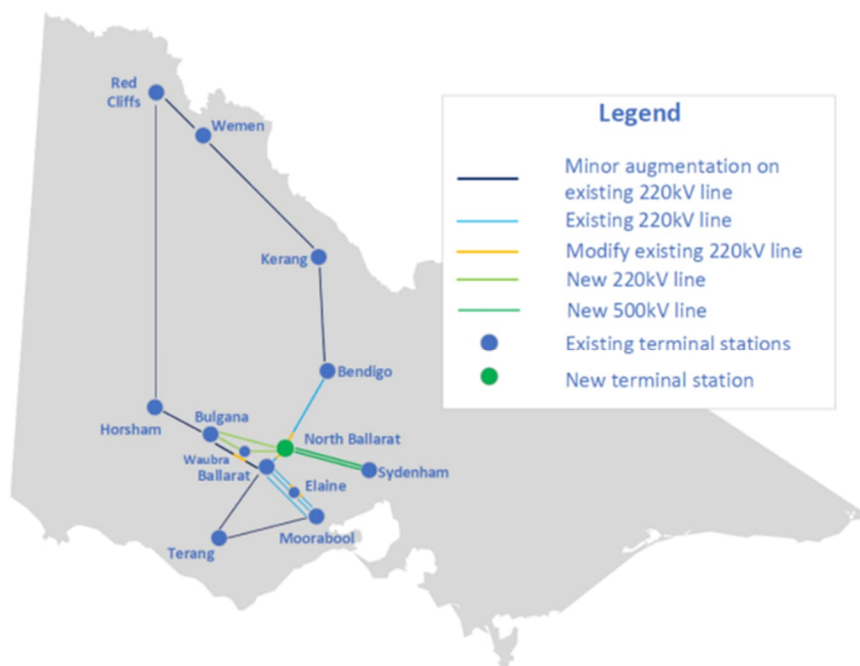 Red
Cliffs
Wemen
Kerang
Bendigo
Horsham
Bulgana
North Ballarat
Waubra
Ballarat
Sydenham
Elaine
Moorabool
Terang
Legend
Minor augmentation on
existing 220kV line
Existing 220kV line
Modify existing 220kV line
New 220kV line
New 500kV line
Existing terminal stations
New terminal station